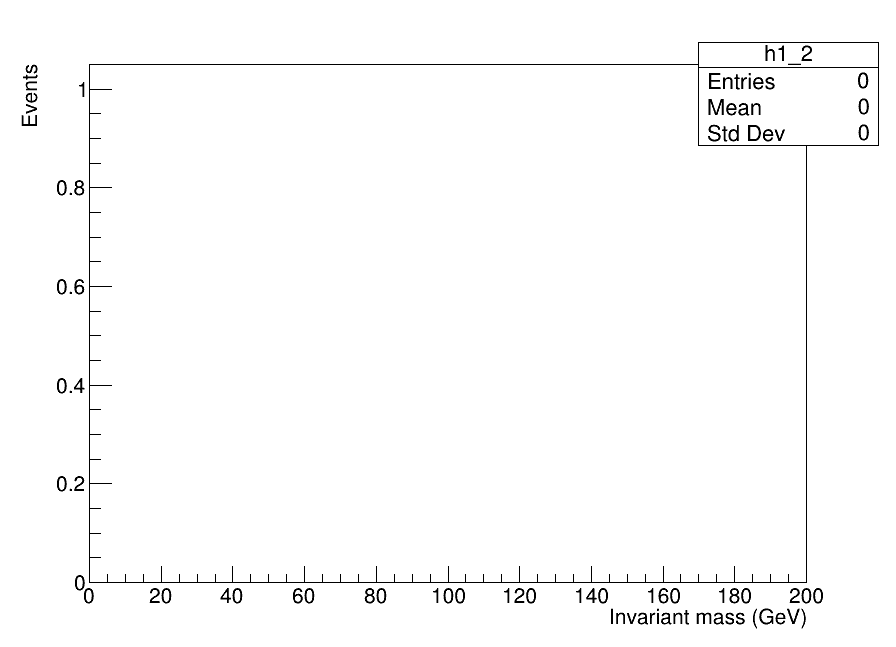 h1_2
Entries 0
Mean 0
Std Dev 0
Events
1
0.8
0.6
0.4
0.2
0
0 20 40 60 80 100 120 140 160 180 200
Invariant mass (GeV)